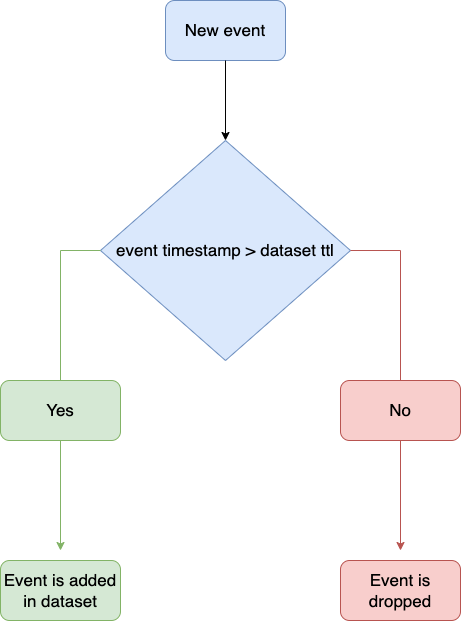 New event
event timestamp > dataset ttl
Yes
No
Event is added
in dataset
Event is
dropped